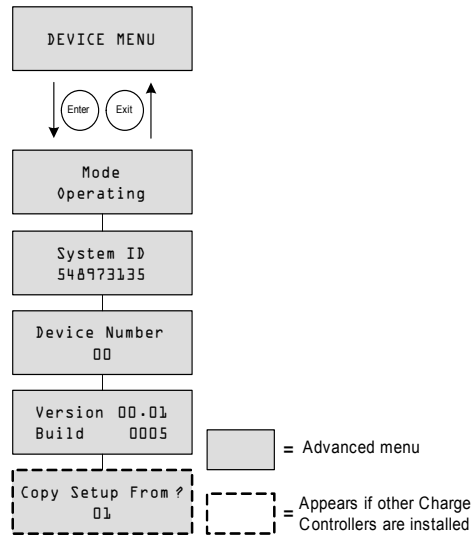 DEVICE MENU
Enter
Exit
Mode
Operating
System ID
548973135
Device Number
00
Version 00.01
Build 0005
Copy Setup From?
01
= Advanced menu
= Appears if other Charge
Controllers are installed